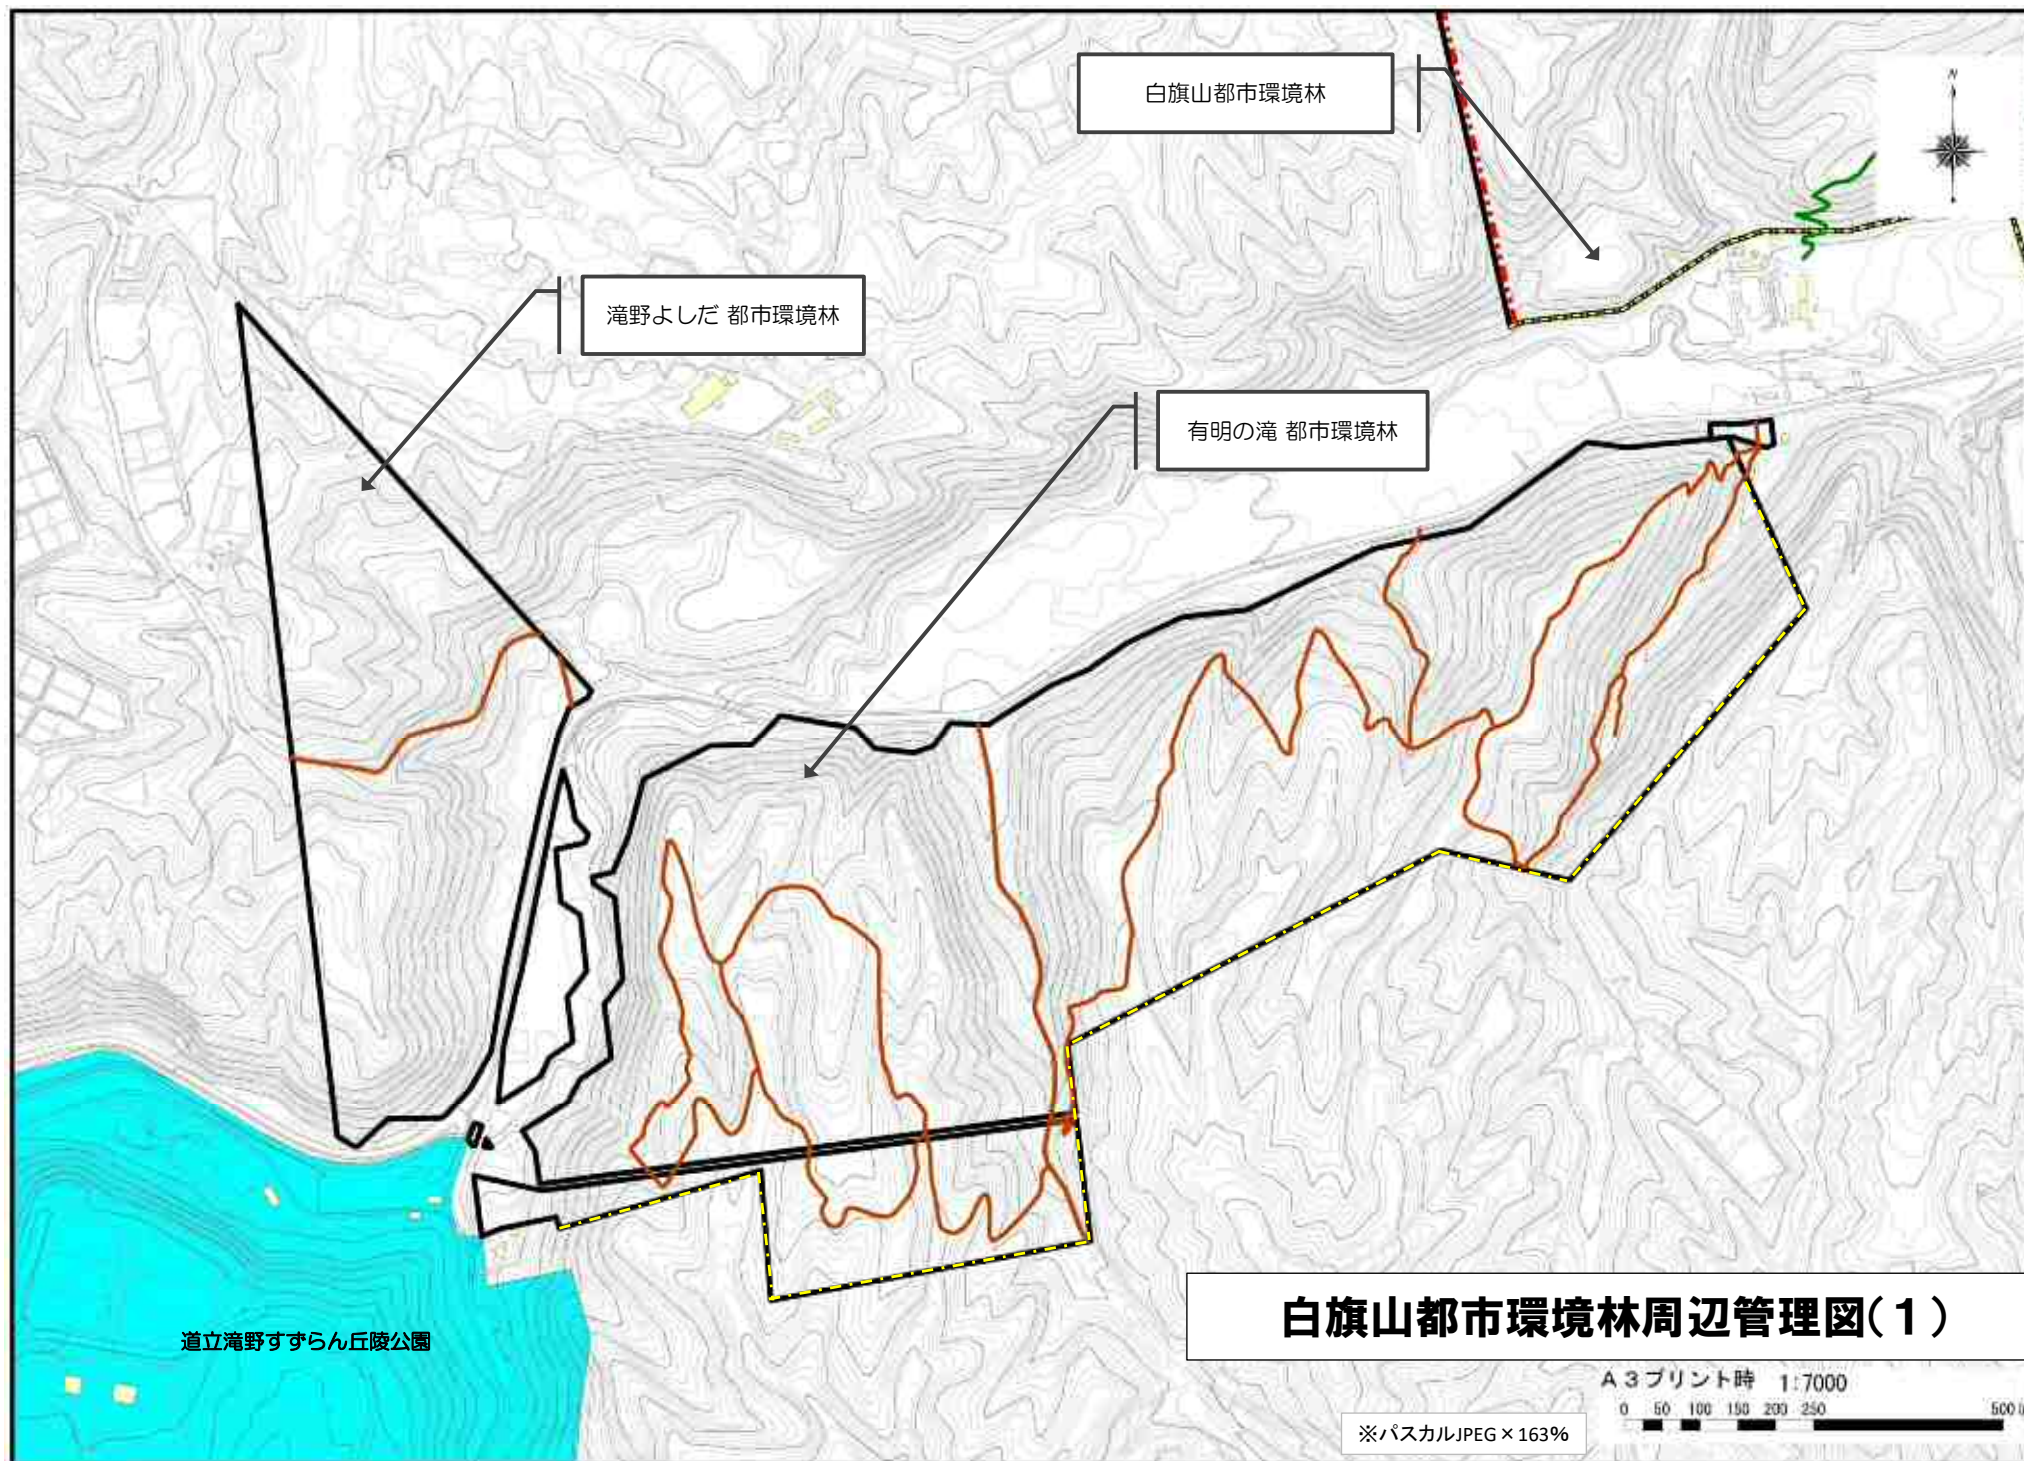 白旗山都市環境林
N
滝野よしだ 都市環境林
有明の滝 都市環境林
道立滝野すずらん丘陵公園
白旗山都市環境林周辺管理図(1)
A3プリント時 1:7000
0 50 100 150 200 250 500
※パスカルJPEG×163%